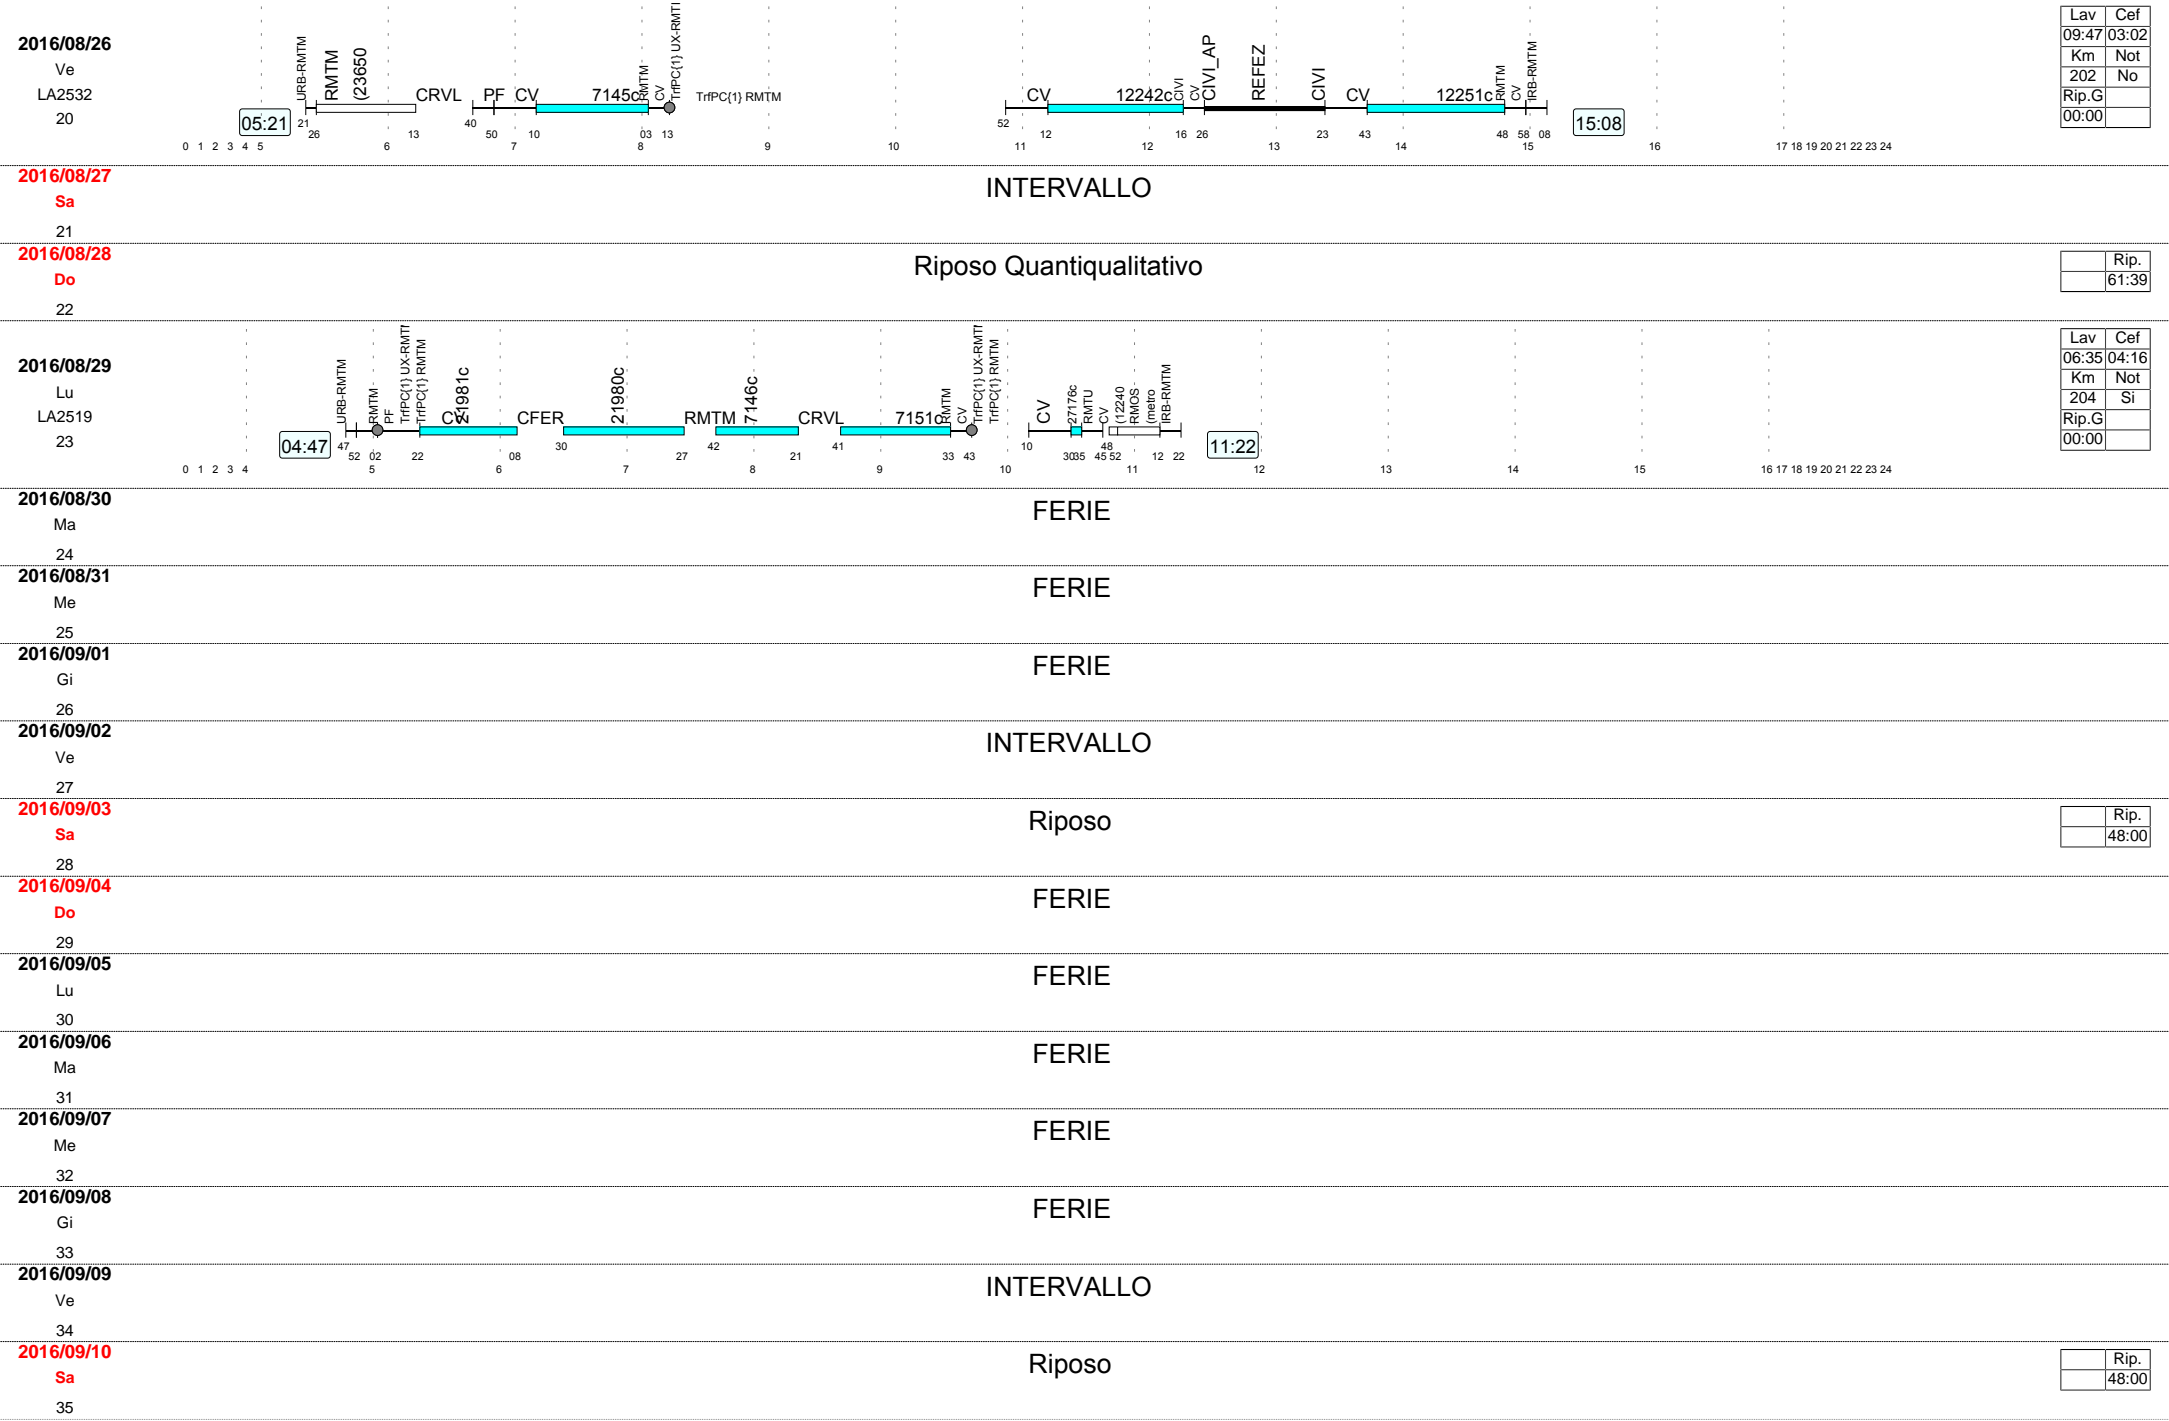 2016/08/26
Ve
LA2532
20
05:21
URB-RMTM
RMTM
(23650
CRVL
PF
CV
7145c
RMTM
CV
TrfPC{1} UX-RMTM
TrfPC{1} RMTM
CV
12242c
CIVI
CV
CIVI_AP
REFEZ
CIVI
CV
12251c
RMTM
CV
IRB-RMTM
15:08
21 26 13 40 50 10 03 13 52 12 16 26 23 43 48 58 08
0 1 2 3 4 5 6 7 8 9 10 11 12 13 14 15 16 17 18 19 20 21 22 23 24
Lav Cef
09:47 03:02
Km Not
202 No
Rip.G
00:00
2016/08/27
Sa
21
INTERVALLO
2016/08/28
Do
22
Riposo Quantiqualitativo
Rip.
61:39
2016/08/29
Lu
LA2519
23
04:47
URB-RMTM
RMTM
PF
TrfPC{1} UX-RMTM
TrfPC{1} RMTM
CV
21981c
CFER
21980c
RMTM
7146c
CRVL
7151c
RMTM
CV
TrfPC{1} UX-RMTM
TrfPC{1} RMTM
CV
27176c
RMTU
CV
(12240
RMOS
(metro
IRB-RMTM
11:22
47 52 02 22 08 30 27 42 21 41 33 43 10 30 35 45 48 52 12 22
0 1 2 3 4 5 6 7 8 9 10 11 12 13 14 15 16 17 18 19 20 21 22 23 24
Lav Cef
06:35 04:16
Km Not
204 Si
Rip.G
00:00
2016/08/30
Ma
24
FERIE
2016/08/31
Me
25
FERIE
2016/09/01
Gi
26
FERIE
2016/09/02
Ve
27
INTERVALLO
2016/09/03
Sa
28
Riposo
Rip.
48:00
2016/09/04
Do
29
FERIE
2016/09/05
Lu
30
FERIE
2016/09/06
Ma
31
FERIE
2016/09/07
Me
32
FERIE
2016/09/08
Gi
33
FERIE
2016/09/09
Ve
34
INTERVALLO
2016/09/10
Sa
35
Riposo
Rip.
48:00